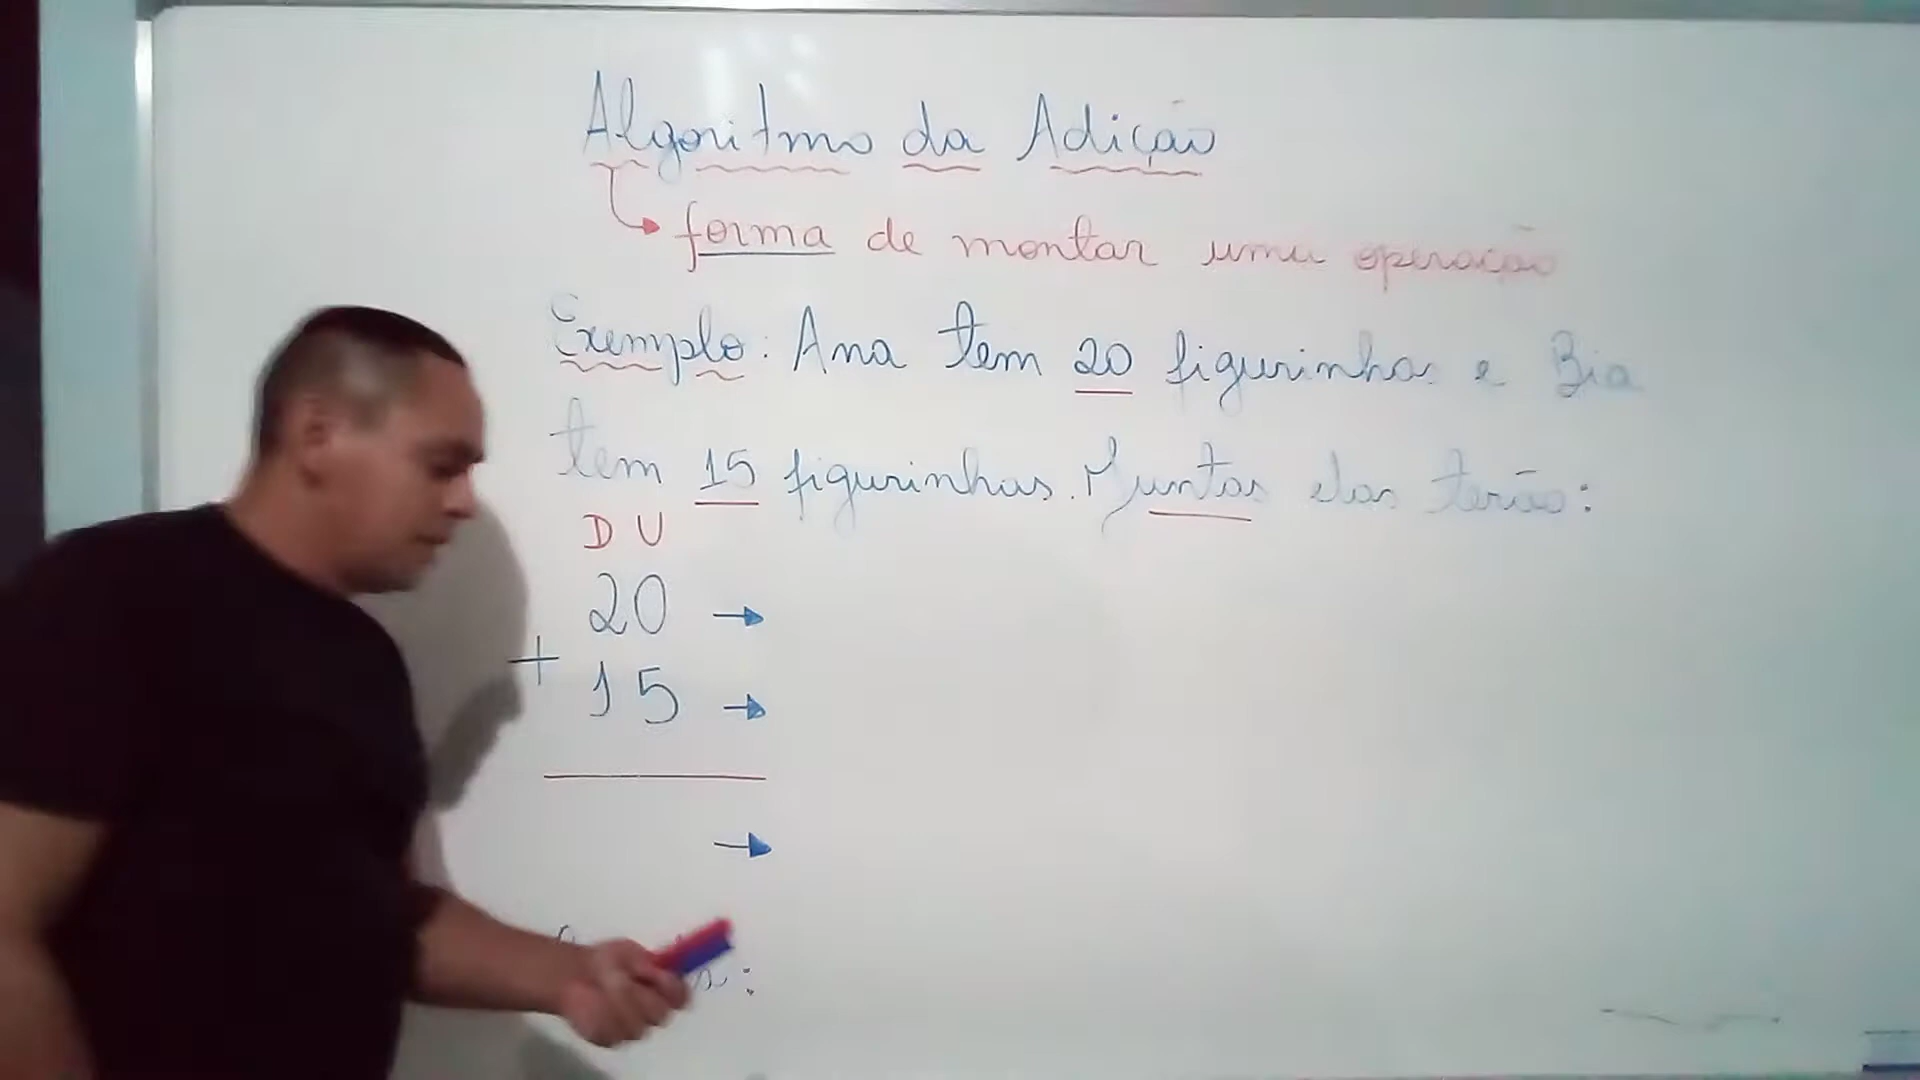 Algoritmo da Adição
forma de montar uma operação
Exemplo: Ana tem 20 figurinhas e Bia
tem 15 figurinhas. Juntas elas terão:
D U
20
+ 15